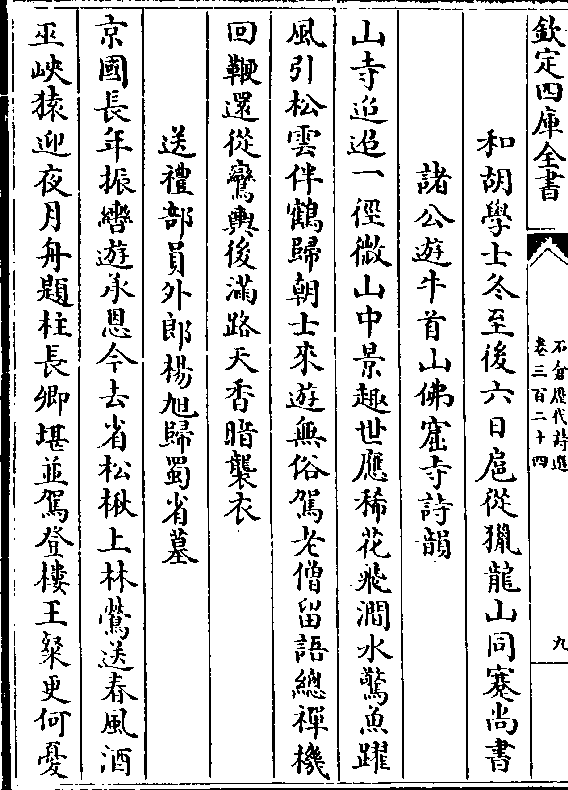 欽定四庫全書
石倉歷代詩選
卷三百二十四
九
和胡學士冬至後六日扈從獵龍山同蹇尚書
諸公遊牛首山佛窟寺詩韻
山寺迢迢一徑微山中景趣世應稀花飛澗水驚魚躍
風引松雲伴鶴歸朝士來遊無俗駕老僧留語總禪機
回鞭還從鸞輿後滿路天香暗襲衣
送禮部員外郎楊旭歸蜀省墓
京國長年振轡遊承恩今去省松楸上林鶯送春風酒
巫峽猿迎夜月舟題柱長卿堪並駕登樓王粲更何憂